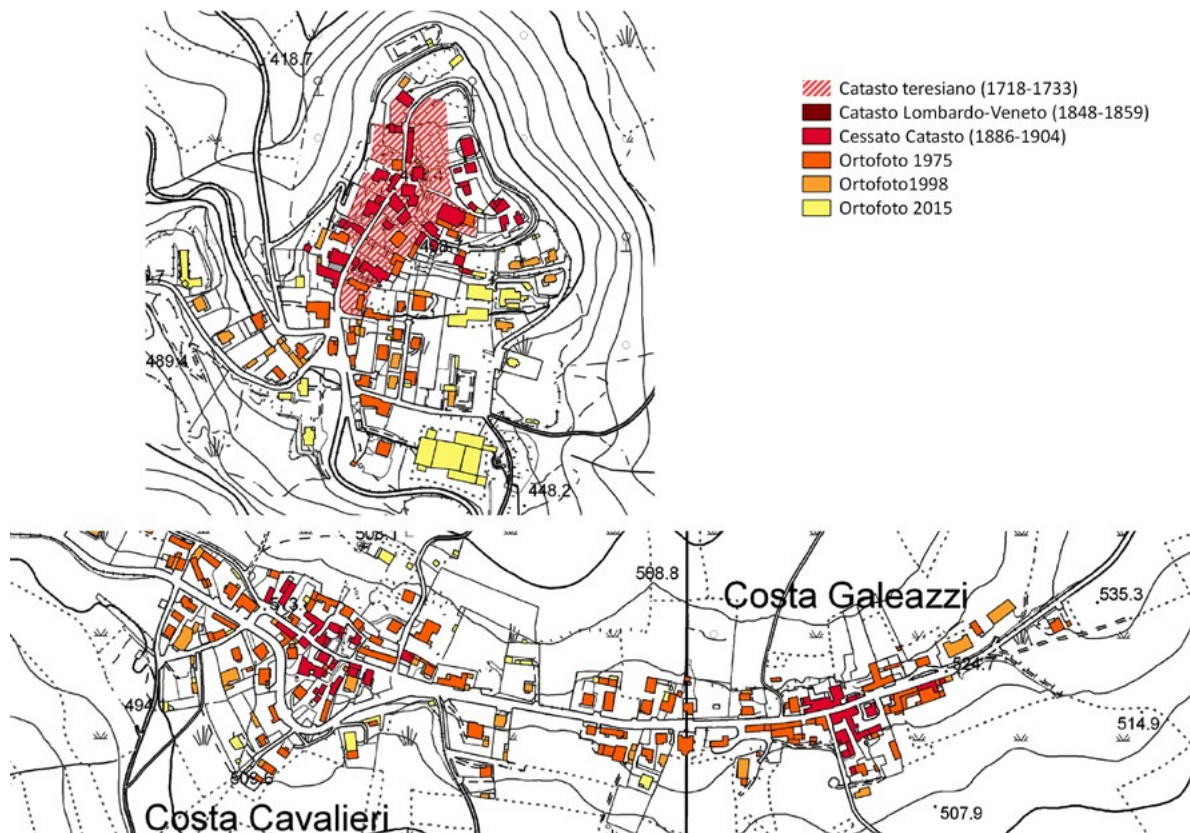 418.7
Catasto teresiano (1718-1733)
Catasto Lombardo-Veneto (1848-1859)
Cessato Catasto (1886-1904)
Ortofoto 1975
Ortofoto1998
Ortofoto 2015
489.4
448.2
508.8
Costa Galeazzi
535.3
524.7
514.9
507.9
Costa Cavalieri